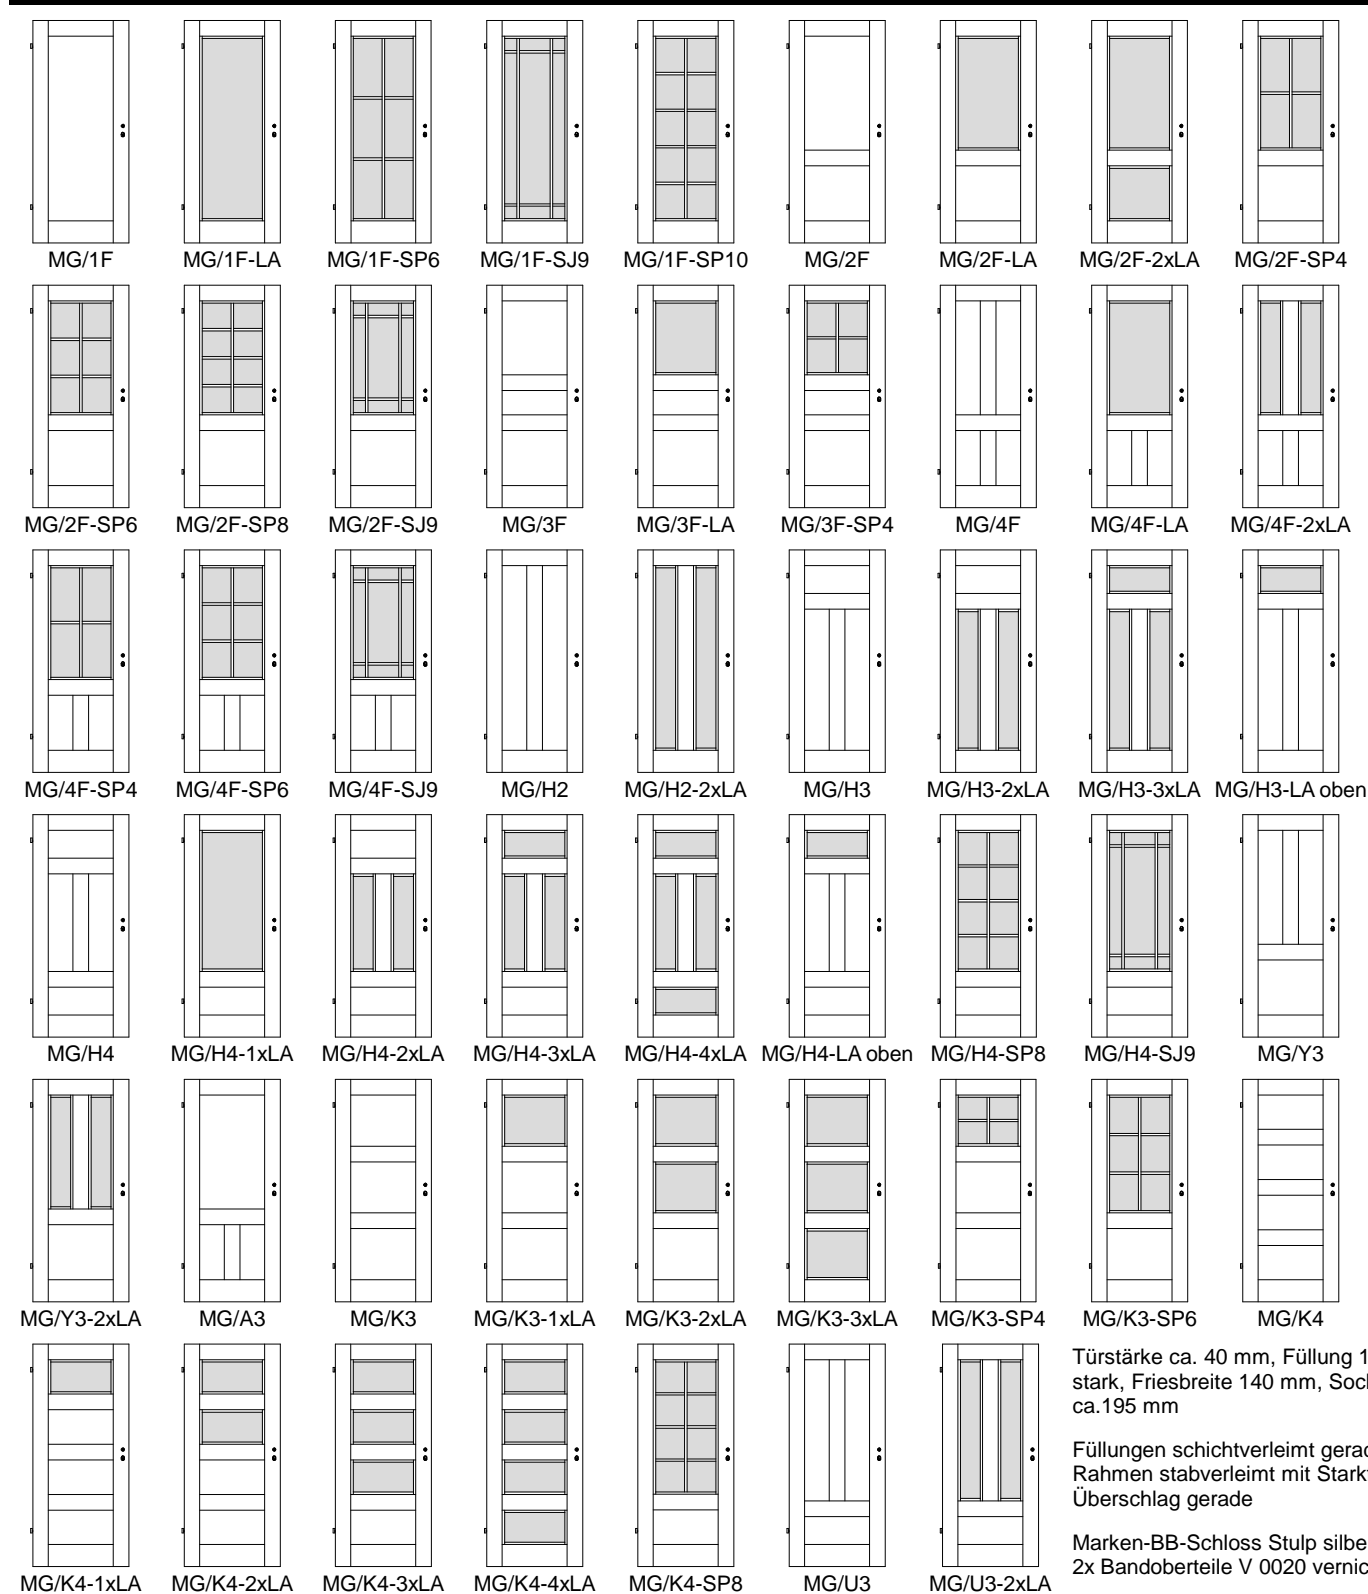 MG/1F MG/1F-LA MG/1F-SP6 MG/1F-SJ9 MG/1F-SP10 MG/2F MG/2F-LA MG/2F-2xLA MG/2F-SP4
MG/2F-SP6 MG/2F-SP8 MG/2F-SJ9 MG/3F MG/3F-LA MG/3F-SP4 MG/4F MG/4F-LA MG/4F-2xLA
MG/4F-SP4 MG/4F-SP6 MG/4F-SJ9 MG/H2 MG/H2-2xLA MG/H3 MG/H3-2xLA MG/H3-3xLA MG/H3-LA oben
MG/H4 MG/H4-1xLA MG/H4-2xLA MG/H4-3xLA MG/H4-4xLA MG/H4-LA oben MG/H4-SP8 MG/H4-SJ9 MG/Y3
MG/Y3-2xLA MG/A3 MG/K3 MG/K3-1xLA MG/K3-2xLA MG/K3-3xLA MG/K3-SP4 MG/K3-SP6 MG/K4
MG/K4-1xLA MG/K4-2xLA MG/K4-3xLA MG/K4-4xLA MG/K4-SP8 MG/U3 MG/U3-2xLA
Türstärke ca. 40 mm, Füllung
stark, Friesbreite 140 mm,
ca.195 mm
Füllungen schichtverleimt
Rahmen stabverleimt mit
Überschlag gerade
Marken-BB-Schloss Stulp
2x Bandoberteile V 0020